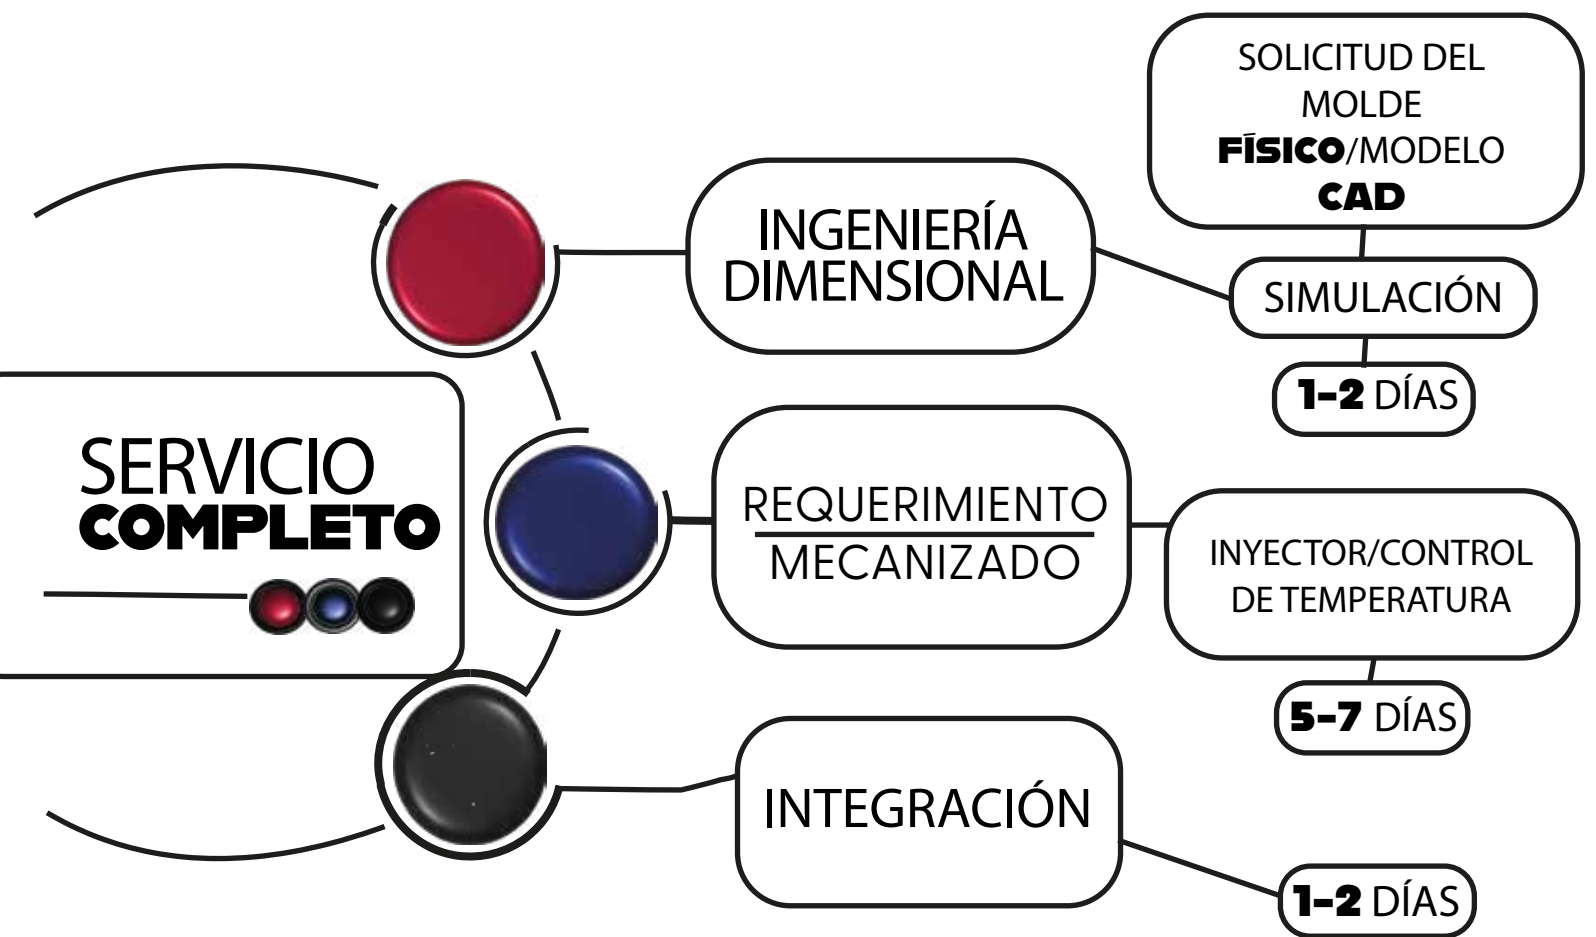 SERVICIO
COMPLETO
INGENIERÍA
DIMENSIONAL
SOLICITUD DEL
MOLDE
FÍSICO/MODELO
CAD
SIMULACIÓN
1-2 DÍAS
REQUERIMIENTO
MECANIZADO
INYECTOR/CONTROL
DE TEMPERATURA
5-7 DÍAS
INTEGRACIÓN
1-2 DÍAS